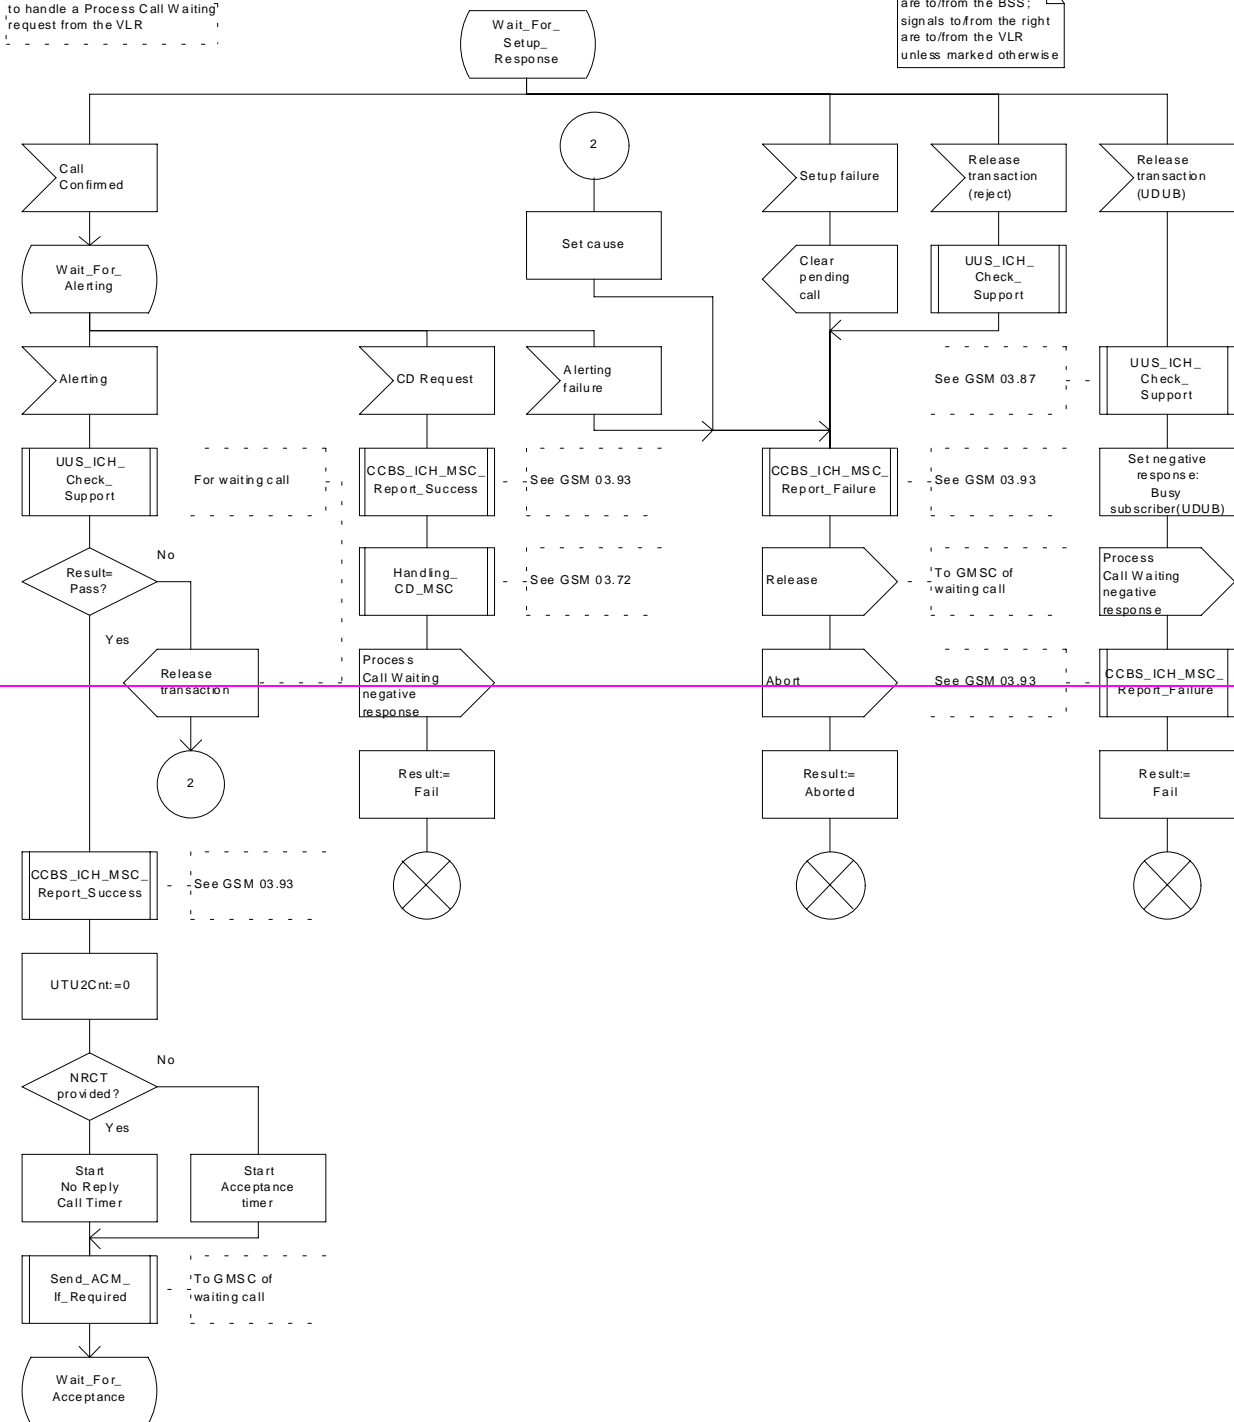 to handle a Process Call Waiting
request from the VLR
are to/from the BSS;
signals to/from the right
are to/from the VLR
unless marked otherwise
Wait_For_
Setup_
Response
2
Call
Confirmed
Setup failure
Release
transaction
(reject)
Release
transaction
(UDUB)
Set cause
Wait_For_
Alerting
Clear
pending
call
UUS_ICH_
Check_
Support
Alerting
CD Request
Alerting
failure
See GSM 03.87
UUS_ICH_
Check_
Support
UUS_ICH_
Check_
Support
For waiting call
CCBS_ICH_MSC_
Report_Success
See GSM 03.93
CCBS_ICH_MSC_
Report_Failure
See GSM 03.93
Set negative
response:
Busy
subscriber(UDUB)
No
Result=
Pass?
Yes
Handling_
CD_MSC
See GSM 03.72
Release
To GMSC of
waiting call
Process
Call Waiting
negative
response
Release
transaction
Process
Call Waiting
negative
response
Abort
See GSM 03.93
CCBS_ICH_MSC_
Report_Failure
2
Result:=
Fail
Result:=
Aborted
Result:=
Fail
CCBS_ICH_MSC_
Report_Success
See GSM 03.93
UTU2Cnt:=0
No
NRCT
provided?
Yes
Start
No Reply
Call Timer
Start
Acceptance
timer
Send_ACM_
If_Required
To GMSC of
waiting call
Wait_For_
Acceptance